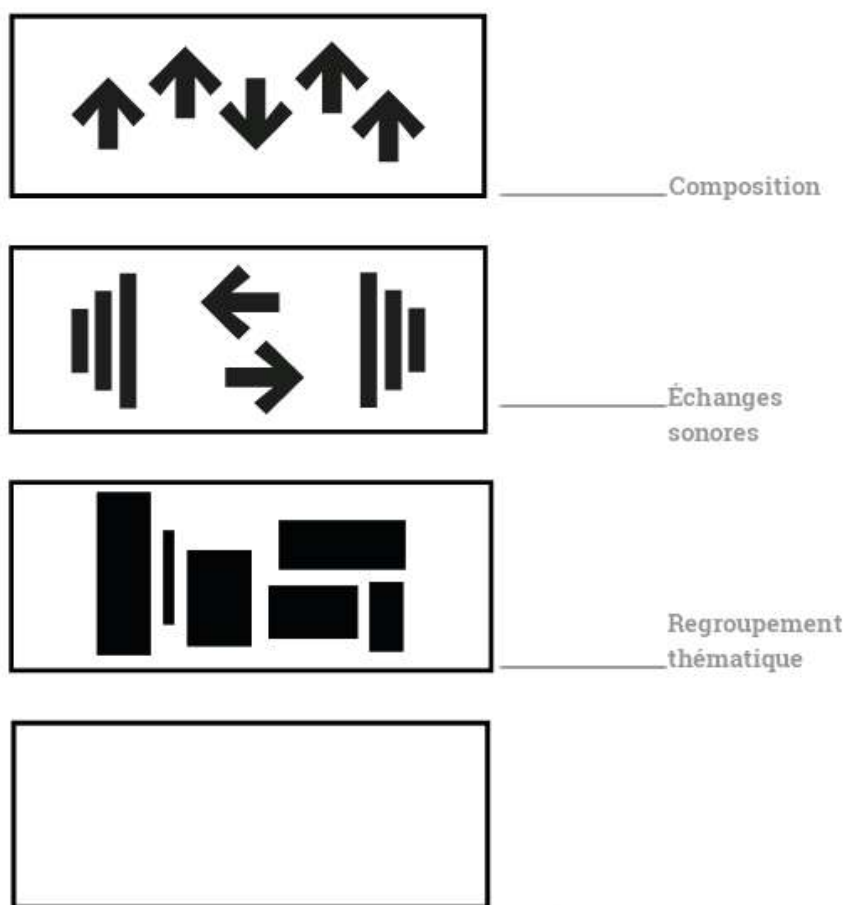 Composition
Échanges
sonores
Regroupement
thématique